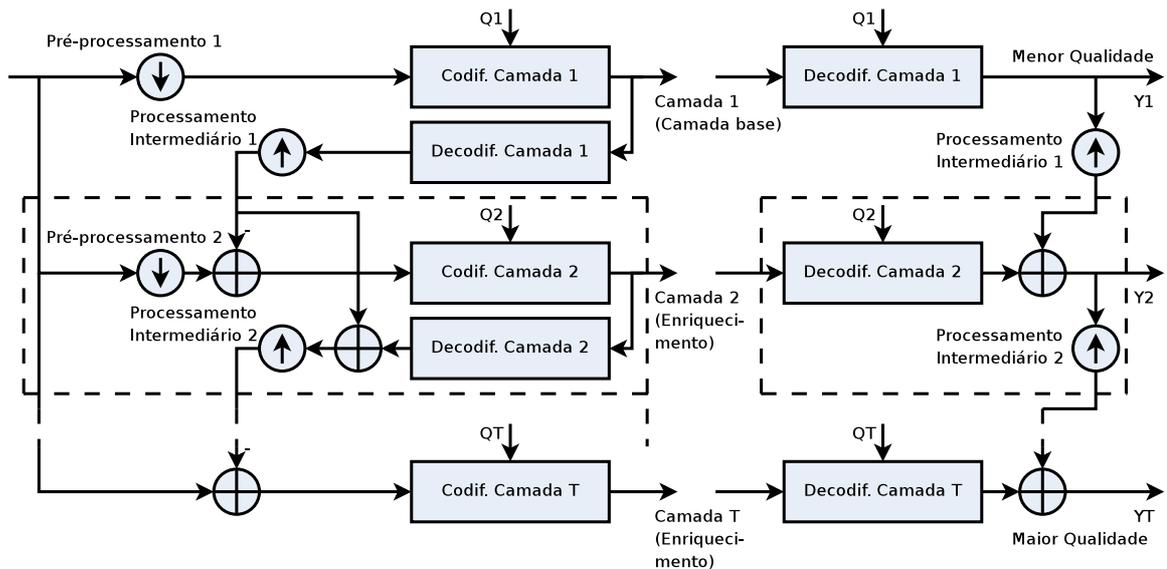 Q1
Q1
Pré-processamento 1
Codif. Camada 1
Decodif. Camada 1
Menor Qualidade
Camada 1
(Camada base)
Y1
Processamento
Intermediário 1
Decodif. Camada 1
Processamento
Intermediário 1
Q2
Q2
Pré-processamento 2
-
Codif. Camada 2
Decodif. Camada 2
Camada 2
(Enriqueci-
mento)
Y2
Processamento
Intermediário 2
Decodif. Camada 2
Processamento
Intermediário 2
QT
QT
-
Codif. Camada T
Decodif. Camada T
Camada T
(Enriqueci-
mento)
YT
Maior Qualidade